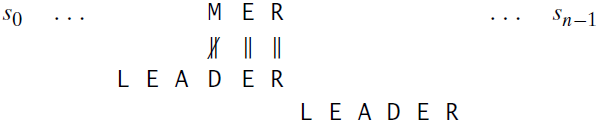 s₀ ... M E R ... sₙ₋₁
∦ ‖ ‖
L E A D E R
L E A D E R